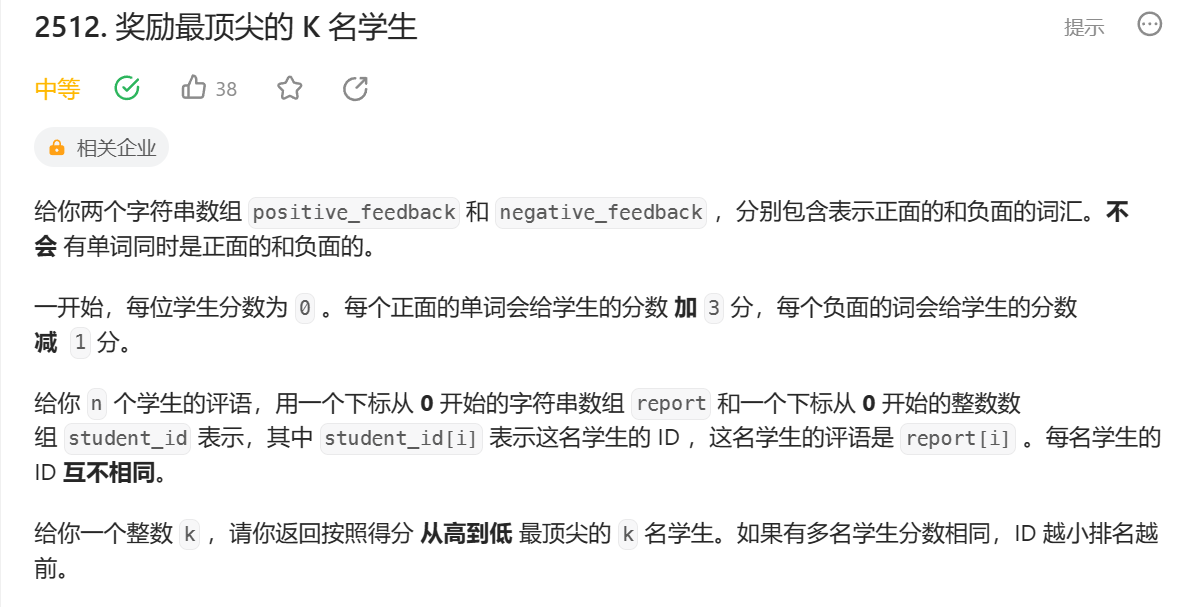 2512. 奖励最顶尖的 K 名学生
提示
中等
38
相关企业
给你两个字符串数组 positive_feedback 和 negative_feedback ，分别包含表示正面的和负面的词汇。不
会 有单词同时是正面的和负面的。
一开始，每位学生分数为 0 。每个正面的单词会给学生的分数 加 3 分，每个负面的词会给学生的分数
减 1 分。
给你 n 个学生的评语，用一个下标从 0 开始的字符串数组 report 和一个下标从 0 开始的整数数
组 student_id 表示，其中 student_id[i] 表示这名学生的 ID ，这名学生的评语是 report[i] 。每名学生的
ID 互不相同。
给你一个整数 k ，请你返回按照得分 从高到低 最顶尖的 k 名学生。如果有多名学生分数相同，ID 越小排名越
前。